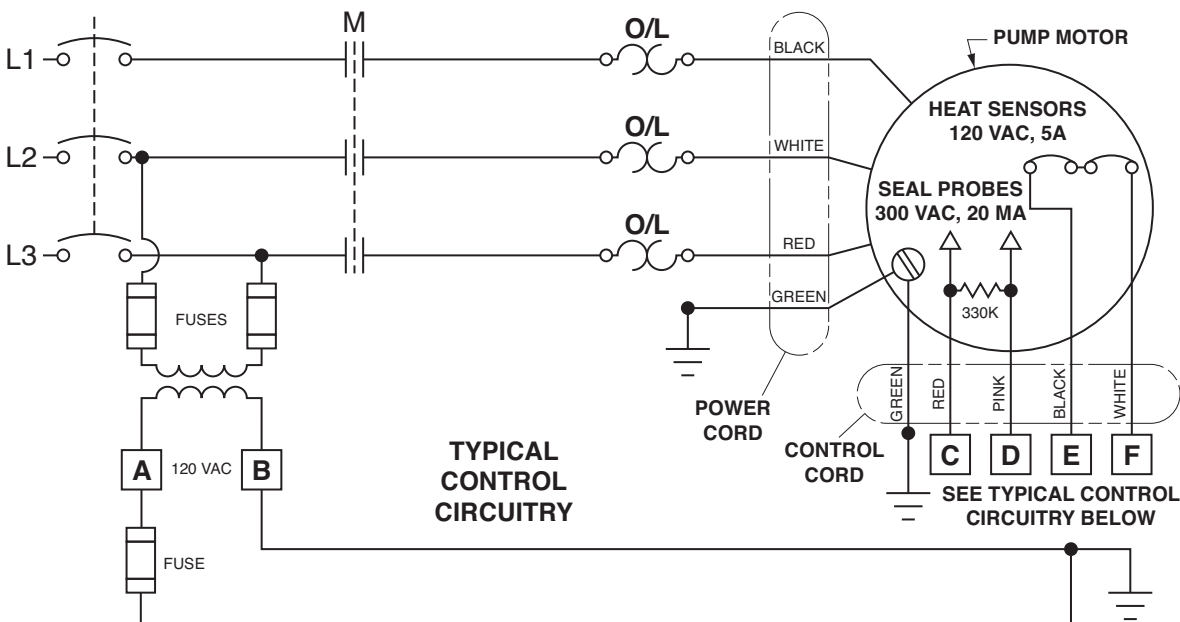 M
O/L
L1
BLACK
PUMP MOTOR
HEAT SENSORS
120 VAC, 5A
O/L
L2
WHITE
SEAL PROBES
300 VAC, 20 MA
O/L
L3
RED
GREEN
330K
FUSES
GREEN
RED
PINK
BLACK
WHITE
POWER
CORD
CONTROL
CORD
C
D
E
F
SEE TYPICAL CONTROL
CIRCUITRY BELOW
A
120 VAC
B
TYPICAL
CONTROL
CIRCUITRY
FUSE